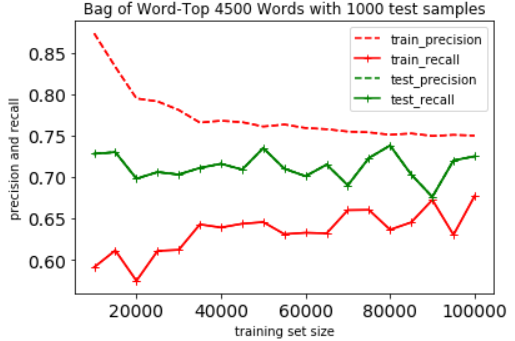 Bag of Word-Top 4500 Words with 1000 test samples
train_precision
train_recall
test_precision
test_recall
precision and recall
0.85
0.80
0.75
0.70
0.65
0.60
20000
40000
60000
80000
100000
training set size